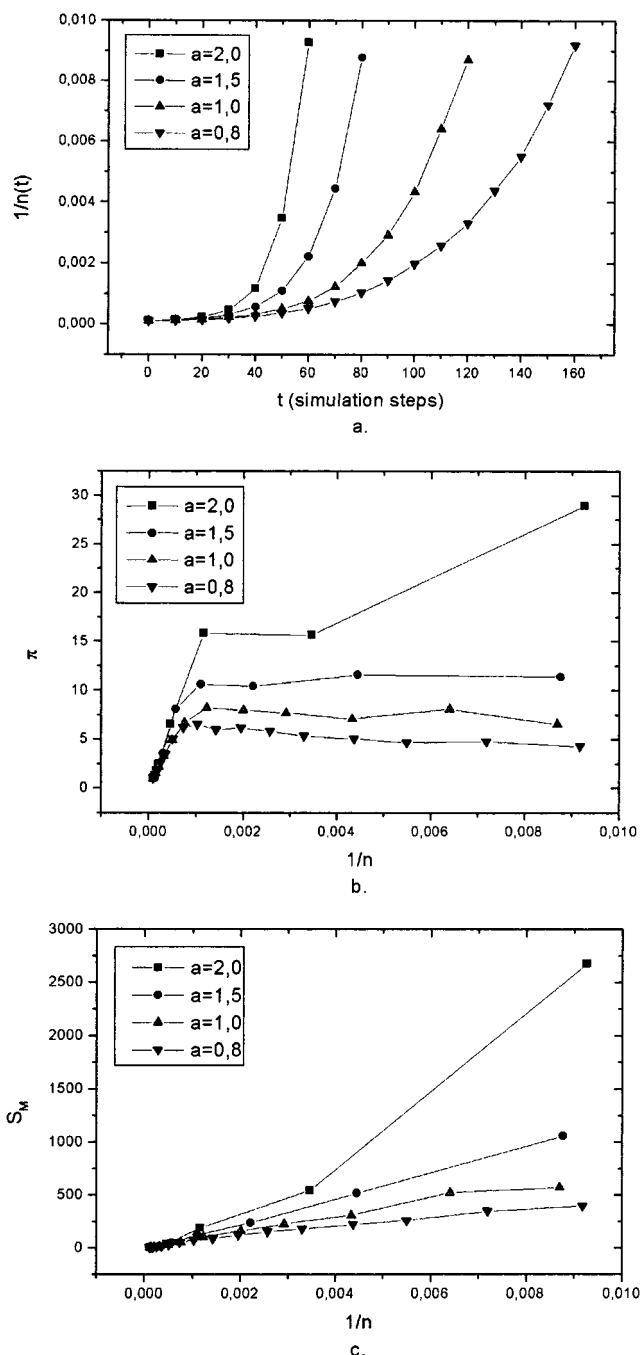 0,010
0,008
0,006
0,004
0,002
0,000
1/n(t)
a=2,0
a=1,5
a=1,0
a=0,8
0 20 40 60 80 100 120 140 160
t (simulation steps)
a.
30
25
20
15
10
5
0
π
a=2,0
a=1,5
a=1,0
a=0,8
0,000 0,002 0,004 0,006 0,008 0,010
1/n
b.
3000
2500
2000
1500
1000
500
0
S_M
a=2,0
a=1,5
a=1,0
a=0,8
0,000 0,002 0,004 0,006 0,008 0,010
1/n
c.